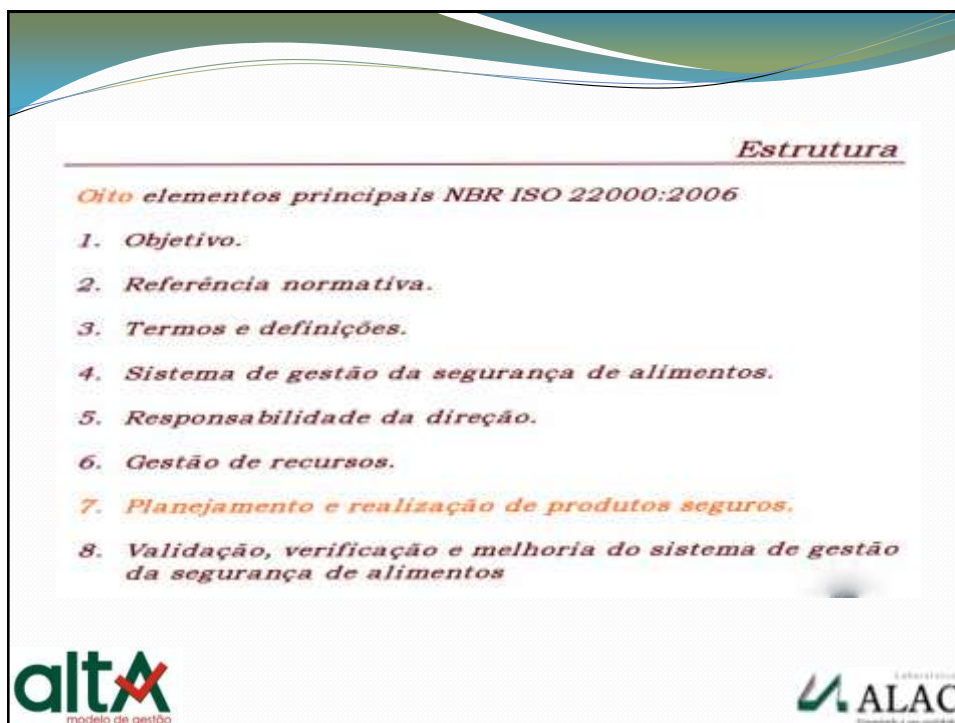 Estrutura
Oito elementos principais NBR ISO 22000:2006
1. Objetivo.
2. Referência normativa.
3. Termos e definições.
4. Sistema de gestão da segurança de alimentos.
5. Responsabilidade da direção.
6. Gestão de recursos.
7. Planejamento e realização de produtos seguros.
8. Validação, verificação e melhoria do sistema de gestão
da segurança de alimentos
altA
modelo de gestão
ALAC